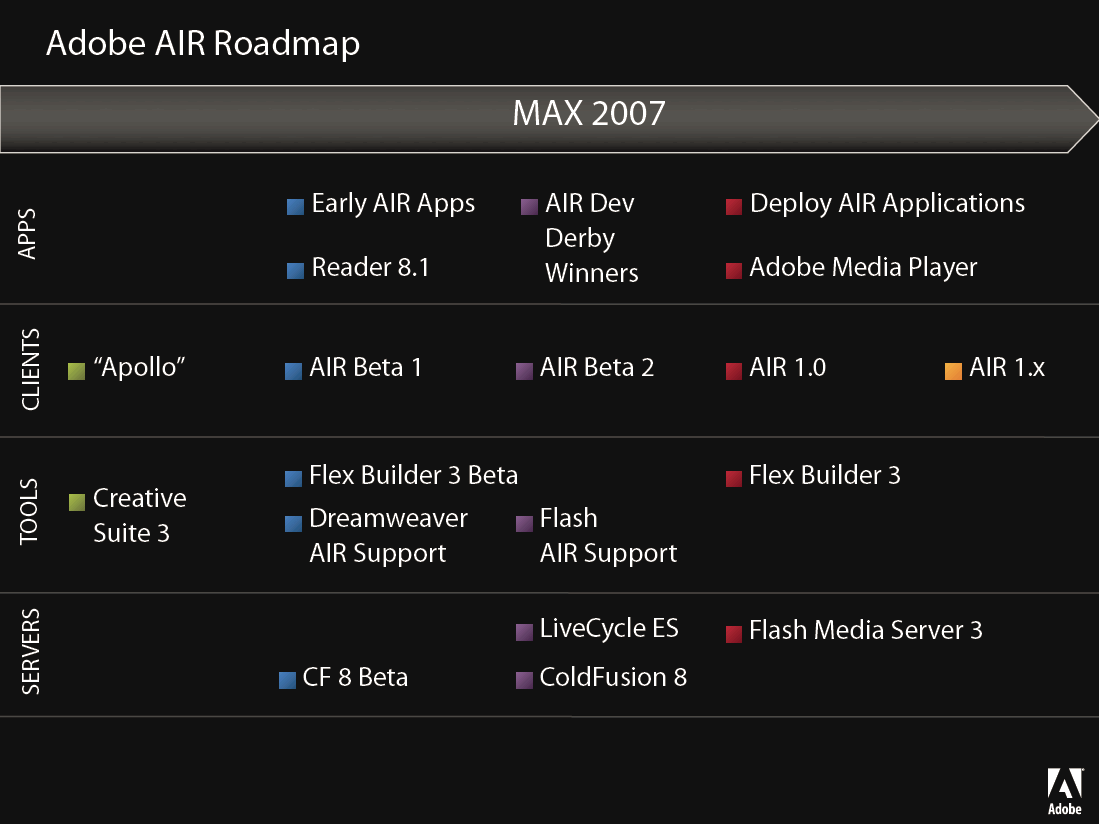 Adobe AIR Roadmap
MAX 2007
APPS
Early AIR Apps
Reader 8.1
AIR Dev
Derby
Winners
Deploy AIR Applications
Adobe Media Player
CLIENTS
“Apollo”
AIR Beta 1
AIR Beta 2
AIR 1.0
AIR 1.x
TOOLS
Creative
Suite 3
Flex Builder 3 Beta
Dreamweaver
AIR Support
Flash
AIR Support
Flex Builder 3
SERVERS
CF 8 Beta
LiveCycle ES
ColdFusion 8
Flash Media Server 3
Adobe